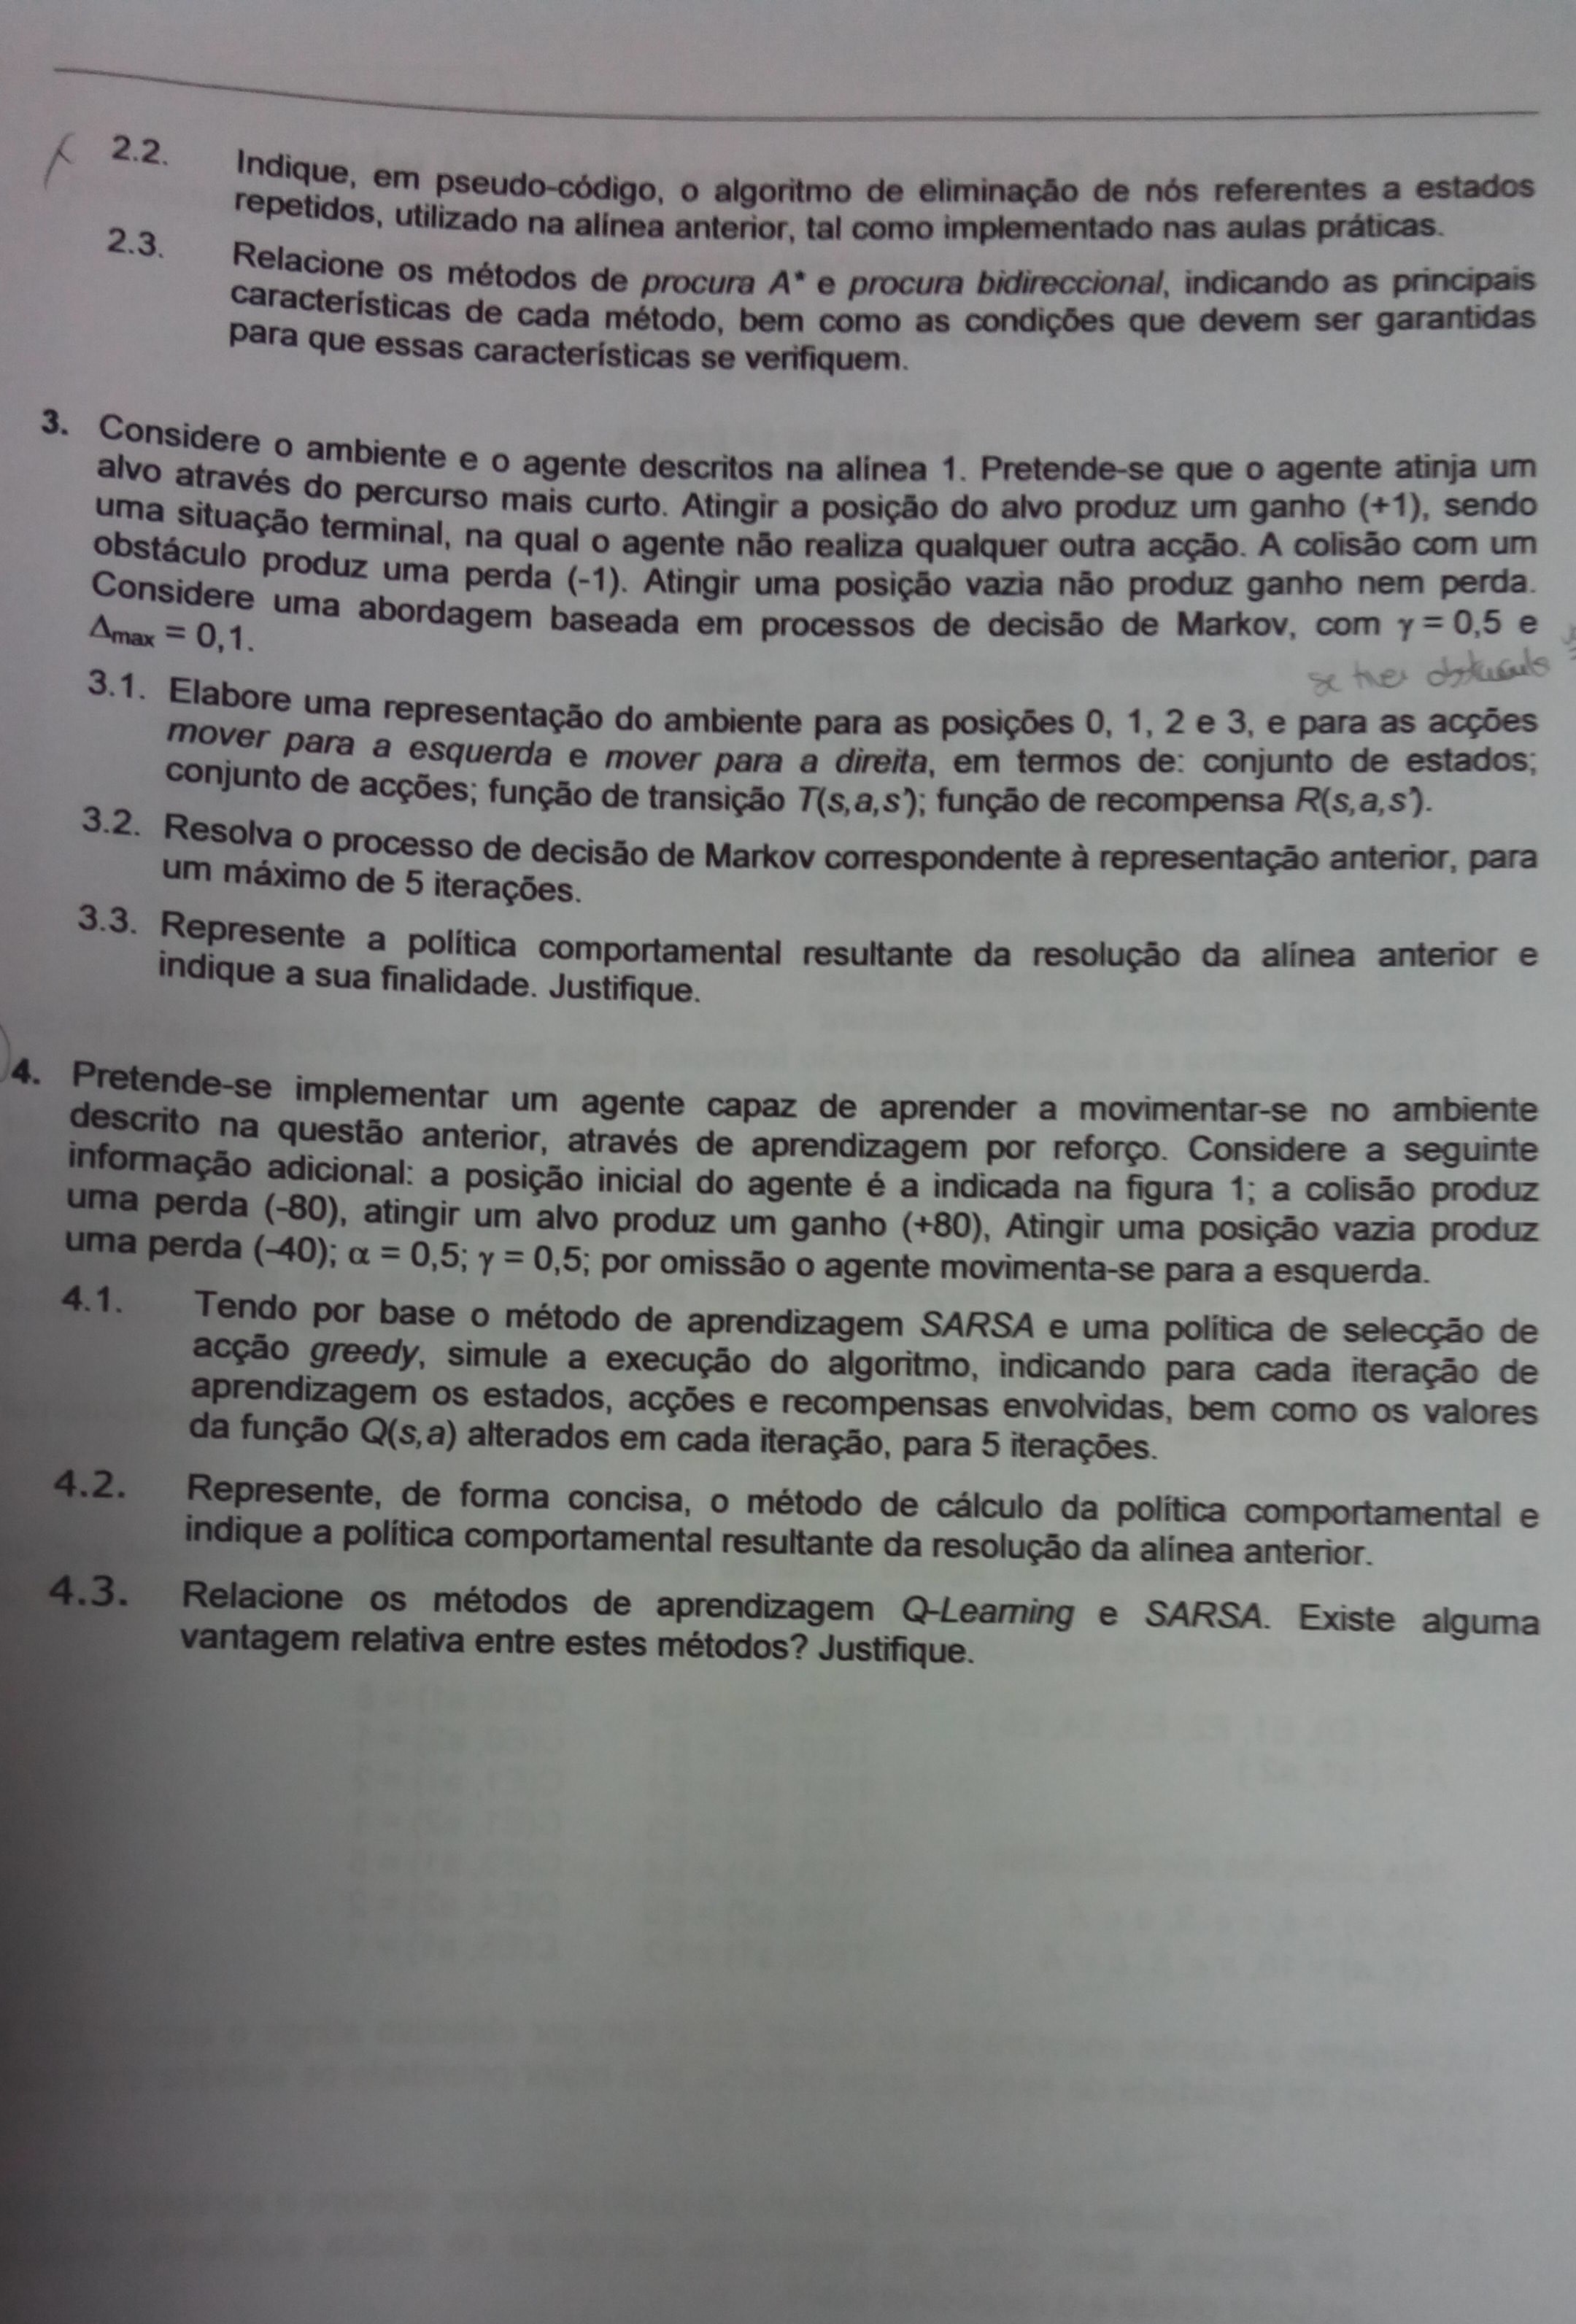 2.2. Indique, em pseudo-código, o algoritmo de eliminação de nós referentes a estados
repetidos, utilizado na alínea anterior, tal como implementado nas aulas práticas.
2.3. Relacione os métodos de procura A* e procura bidireccional, indicando as principais
características de cada método, bem como as condições que devem ser garantidas
para que essas características se verifiquem.
3. Considere o ambiente e o agente descritos na alínea 1. Pretende-se que o agente atinja um
alvo através do percurso mais curto. Atingir a posição do alvo produz um ganho (+1), sendo
uma situação terminal, na qual o agente não realiza qualquer outra acção. A colisão com um
obstáculo produz uma perda (-1). Atingir uma posição vazia não produz ganho nem perda.
Considere uma abordagem baseada em processos de decisão de Markov, com γ = 0,5 e
Δmax = 0,1.
se tiver obstáculo
3.1. Elabore uma representação do ambiente para as posições 0, 1, 2 e 3, e para as acções
mover para a esquerda e mover para a direita, em termos de: conjunto de estados;
conjunto de acções; função de transição T(s,a,s'); função de recompensa R(s,a,s').
3.2. Resolva o processo de decisão de Markov correspondente à representação anterior, para
um máximo de 5 iterações.
3.3. Represente a política comportamental resultante da resolução da alínea anterior e
indique a sua finalidade. Justifique.
4. Pretende-se implementar um agente capaz de aprender a movimentar-se no ambiente
descrito na questão anterior, através de aprendizagem por reforço. Considere a seguinte
informação adicional: a posição inicial do agente é a indicada na figura 1; a colisão produz
uma perda (-80), atingir um alvo produz um ganho (+80), Atingir uma posição vazia produz
uma perda (-40); α = 0,5; γ = 0,5; por omissão o agente movimenta-se para a esquerda.
4.1. Tendo por base o método de aprendizagem SARSA e uma política de selecção de
acção greedy, simule a execução do algoritmo, indicando para cada iteração de
aprendizagem os estados, acções e recompensas envolvidas, bem como os valores
da função Q(s,a) alterados em cada iteração, para 5 iterações.
4.2. Represente, de forma concisa, o método de cálculo da política comportamental e
indique a política comportamental resultante da resolução da alínea anterior.
4.3. Relacione os métodos de aprendizagem Q-Learning e SARSA. Existe alguma
vantagem relativa entre estes métodos? Justifique.